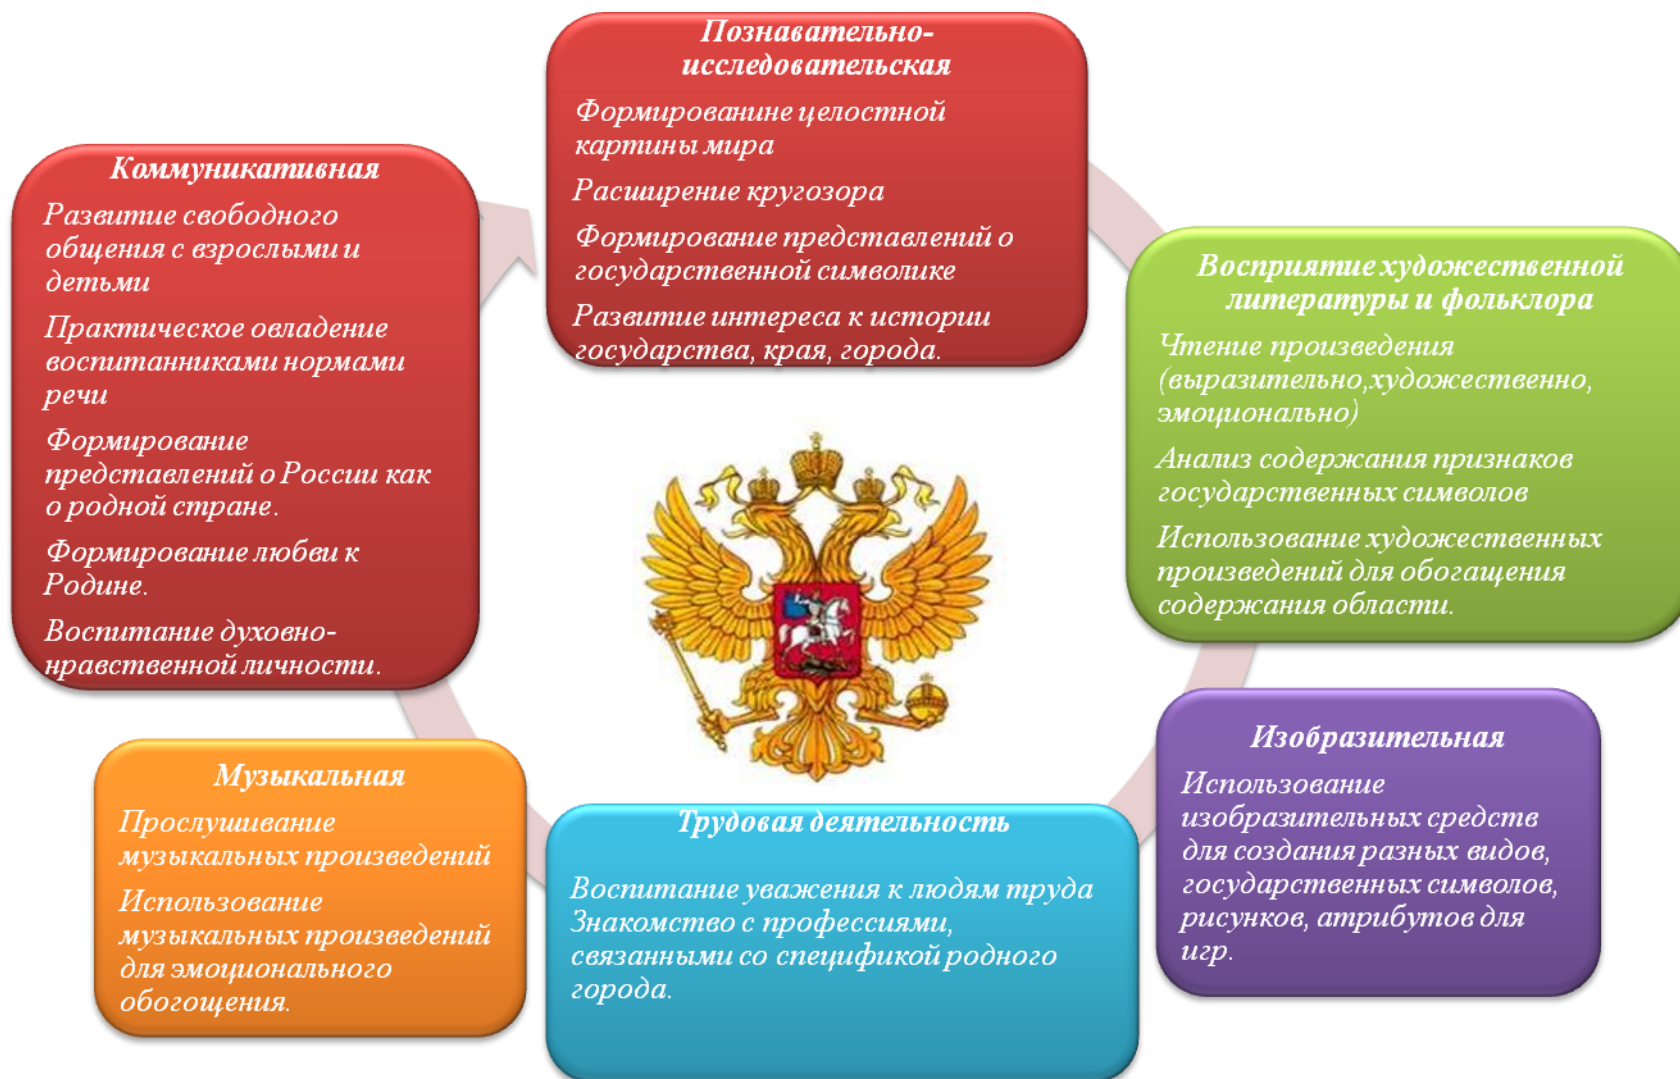 Познавательно-
исследовательская
Формированине целостной
картины мира
Расширение кругозора
Формирование представлений о
государственной символике
Развитие интереса к истории
государства, края, города.
Восприятие художественной
литературы и фольклора
Чтение произведения
(выразительно,художественно,
эмоционально)
Анализ содержания признаков
государственных символов
Использование художественных
произведений для обогащения
содержания области.
Изобразительная
Использование
изобразительных средств
для создания разных видов,
государственных символов,
рисунков, атрибутов для
игр.
Трудовая деятельность
Воспитание уважения к людям труда
Знакомство с профессиями,
связанными со спецификой родного
города.
Музыкальная
Прослушивание
музыкальных произведений
Использование
музыкальных произведений
для эмоционального
обогощения.
Коммуникативная
Развитие свободного
общения с взрослыми и
детьми
Практическое овладение
воспитанниками нормами
речи
Формирование
представлений о России как
о родной стране.
Формирование любви к
Родине.
Воспитание духовно-
нравственной личности.